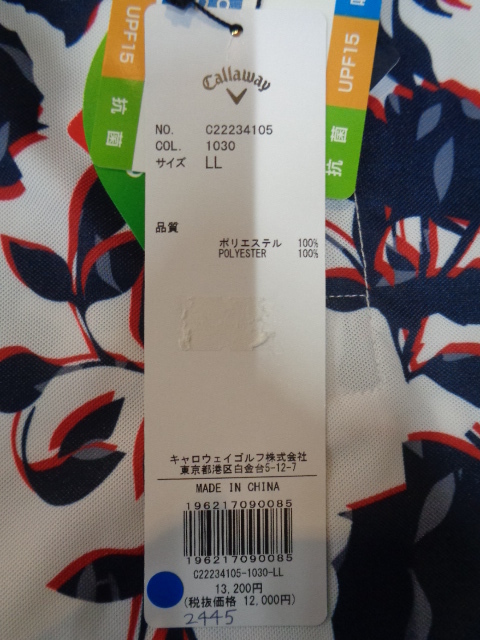 UPF15
抗菌
UPF15
抗菌
Callaway
NO. C22234105
COL. 1030
サイズ LL
品質
ポリエステル 100%
POLYESTER 100%
キャロウェイゴルフ株式会社
東京都港区白金台5-12-7
MADE IN CHINA
196217090085
196217090085
C22234105-1030-LL
13,200円
(税抜価格 12,000円)
2445